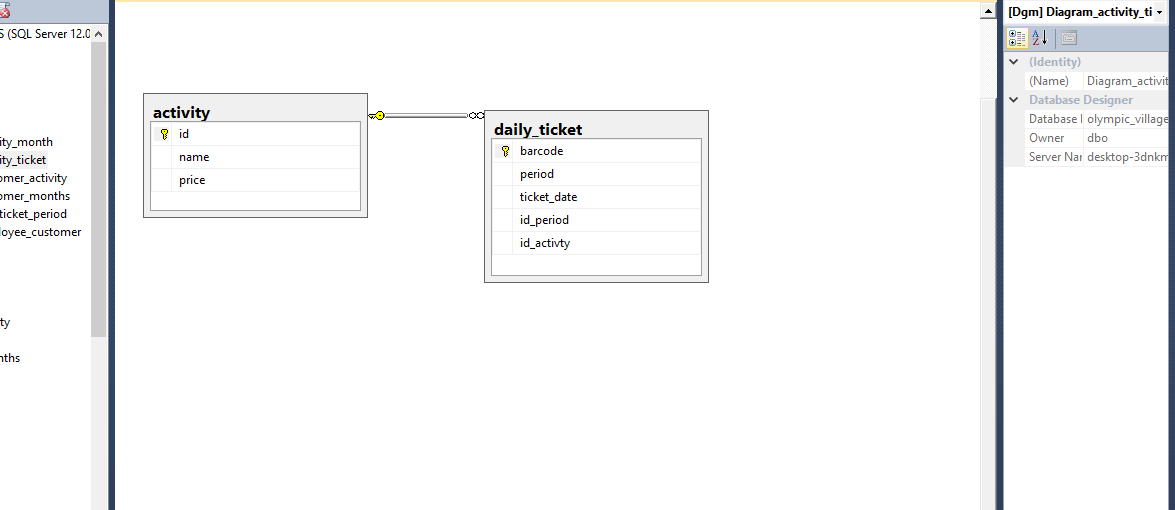 S (SQL Server 12.0
ity_month
ity_ticket
omer_activity
omer_months
ticket_period
loyee_customer
ty
nths
activity
id
name
price
daily_ticket
barcode
period
ticket_date
id_period
id_activty
[Dgm] Diagram_activity_ti
(Identity)
(Name) Diagram_activit
Database Designer
Database olympic_village
Owner dbo
Server Nar desktop-3dnkm